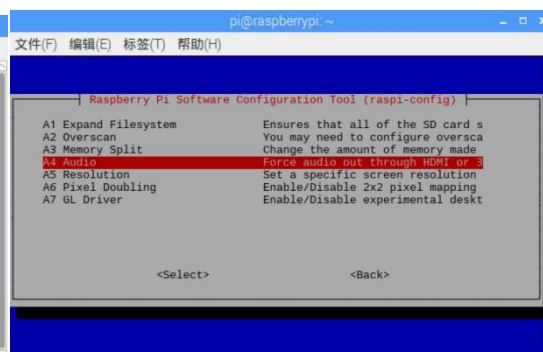 pi@raspberrypi: ~
文件(F) 编辑(E) 标签(T) 帮助(H)
Raspberry Pi Software Configuration Tool (raspi-config)
A1 Expand Filesystem Ensures that all of the SD card s
A2 Overscan You may need to configure oversca
A3 Memory Split Change the amount of memory made
A4 Audio Force audio out through HDMI or 3
A5 Resolution Set a specific screen resolution
A6 Pixel Doubling Enable/Disable 2x2 pixel mapping
A7 GL Driver Enable/Disable experimental deskt
<Select> <Back>